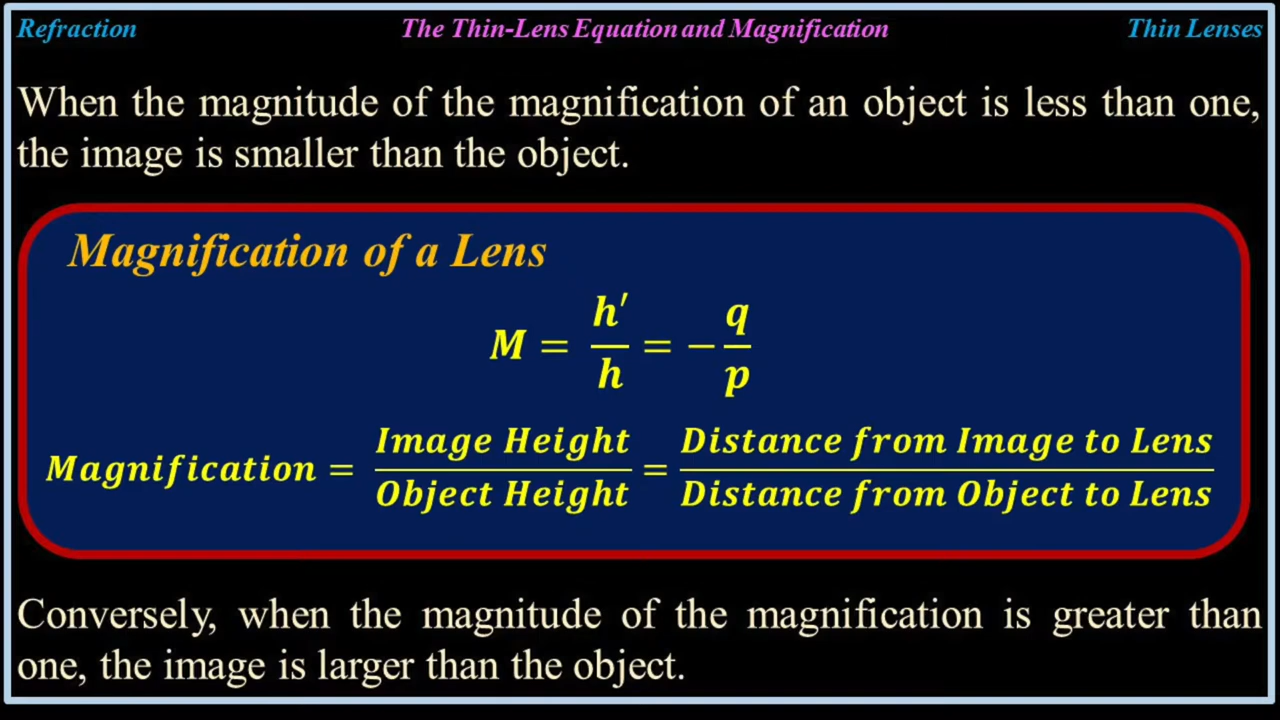 Refraction The Thin-Lens Equation and Magnification Thin Lenses
When the magnitude of the magnification of an object is less than one,
the image is smaller than the object.
Magnification of a Lens
M = h'/h = −q/p
Magnification = Image Height/Object Height = Distance from Image to Lens/Distance from Object to Lens
Conversely, when the magnitude of the magnification is greater than
one, the image is larger than the object.